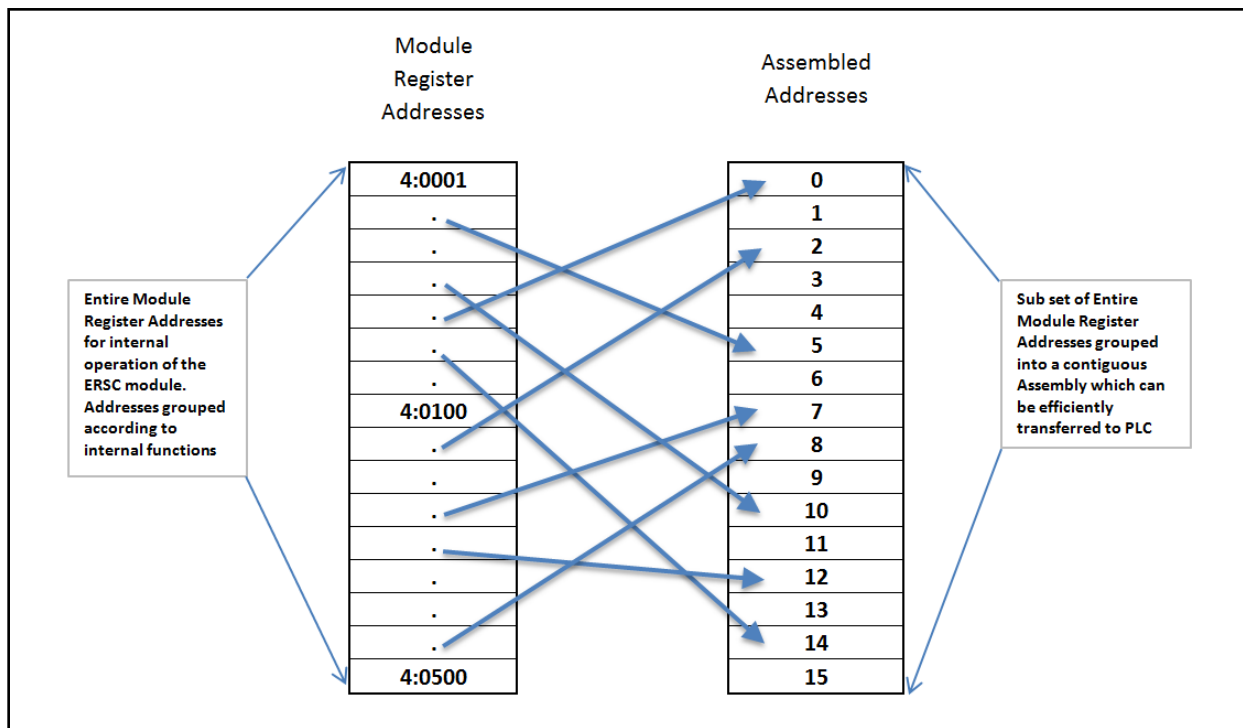 Module
Register
Addresses
Assembled
Addresses
Entire Module
Register Addresses
for internal
operation of the
ERSC module.
Addresses grouped
according to
internal functions
4:0001
.
.
.
.
.
.
4:0100
.
.
.
.
.
.
.
4:0500
0
1
2
3
4
5
6
7
8
9
10
11
12
13
14
15
Sub set of Entire
Module Register
Addresses grouped
into a contiguous
Assembly which can
be efficiently
transferred to PLC